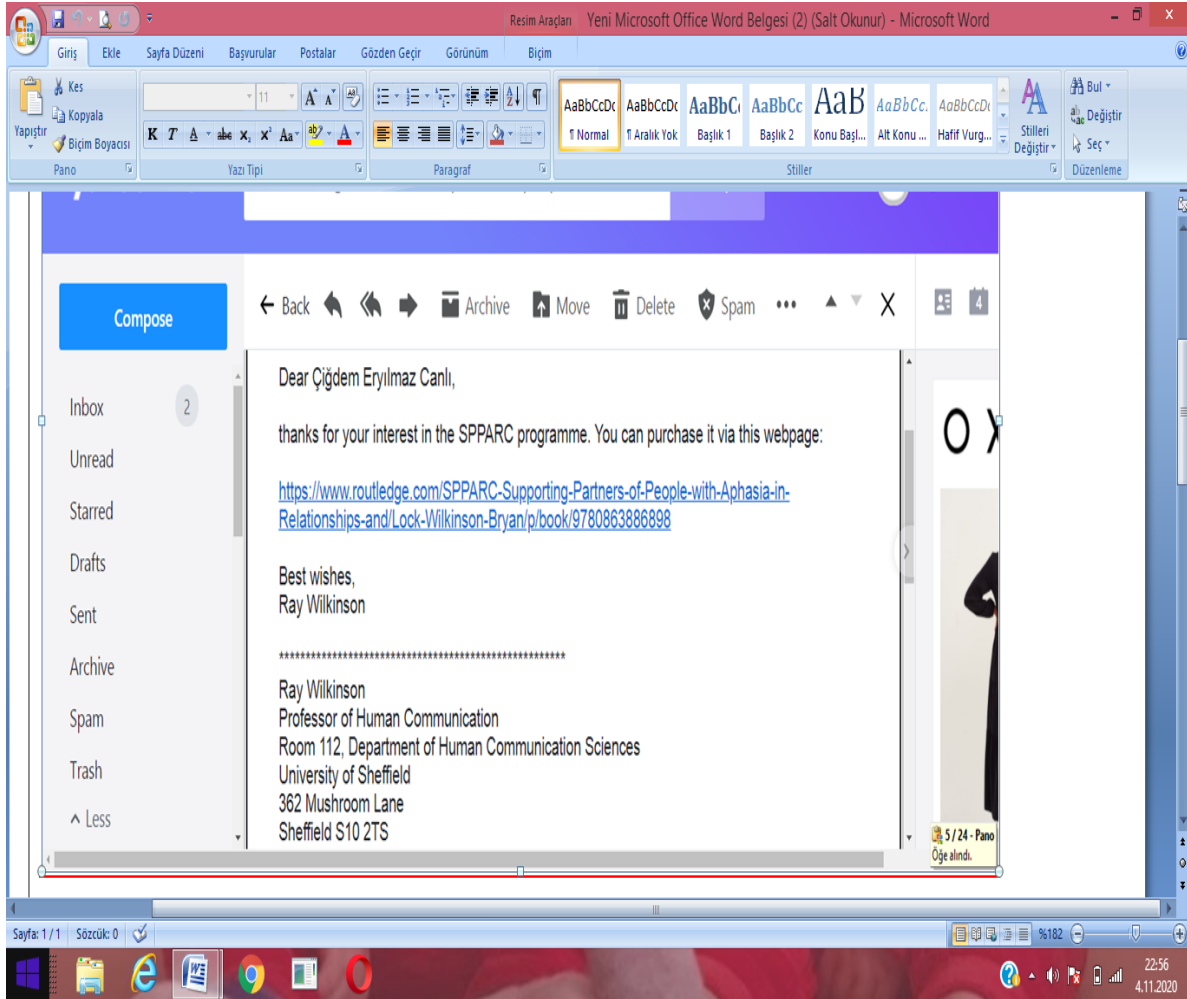 Resim Araçları Yeni Microsoft Office Word Belgesi (2) (Salt Okunur) - Microsoft Word
Giriş Ekle Sayfa Düzeni Başvurular Postalar Gözden Geçir Görünüm Biçim
Yapıştır
Kes
Kopyala
Biçim Boyacısı
Pano
11
Yazı Tipi
Paragraf
AaBbCcDc AaBbCcDc AaBbC AaBbCc AaB AaBbCc. AaBbCcDc
¶ Normal ¶ Aralık Yok Başlık 1 Başlık 2 Konu Başl... Alt Konu ... Hafif Vurg...
Stilleri Değiştir
Stiller
Bul
Değiştir
Seç
Düzenleme
Compose
Inbox 2
Unread
Starred
Drafts
Sent
Archive
Spam
Trash
Less
Back Archive Move Delete Spam
4
Dear Çiğdem Eryılmaz Canlı,
thanks for your interest in the SPPARC programme. You can purchase it via this webpage:
https://www.routledge.com/SPPARC-Supporting-Partners-of-People-with-Aphasia-in-
Relationships-and/Lock-Wilkinson-Bryan/p/book/9780863886898
Best wishes,
Ray Wilkinson
******************************************************
Ray Wilkinson
Professor of Human Communication
Room 112, Department of Human Communication Sciences
University of Sheffield
362 Mushroom Lane
Sheffield S10 2TS
5 / 24 - Pano
Öğe alındı.
Sayfa: 1 / 1 Sözcük: 0
%182
22:56
4.11.2020